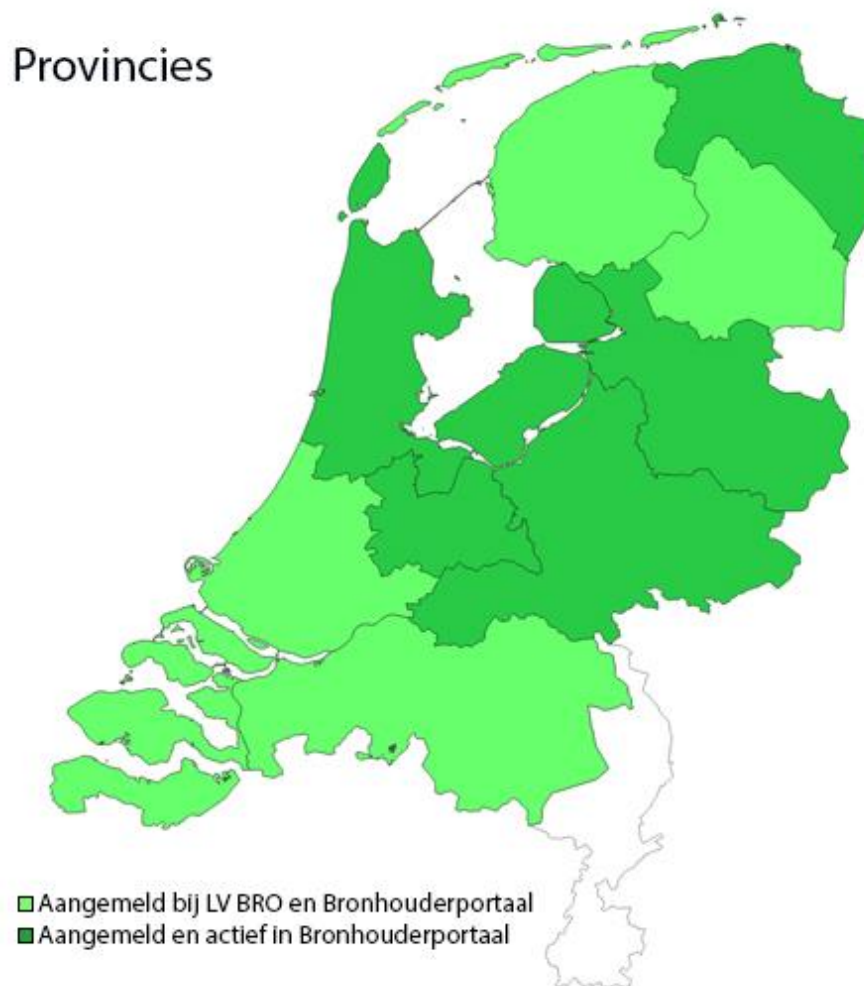 Provincies
Aangemeld bij LV BRO en Bronhouderportaal
Aangemeld en actief in Bronhouderportaal